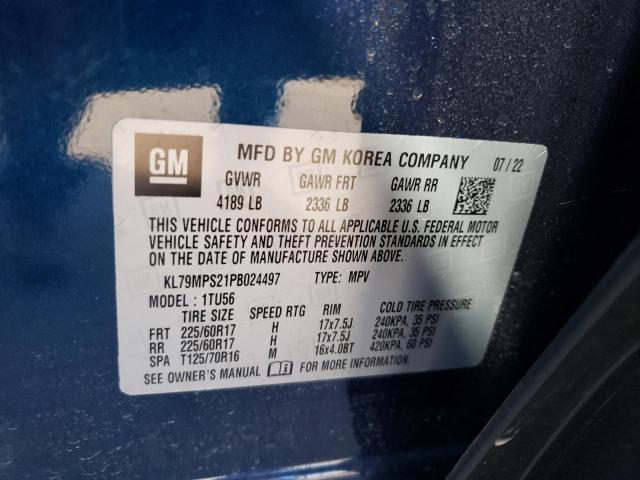 GM
MFD BY GM KOREA COMPANY 07/22
GVWR GAWR FRT GAWR RR
4189 LB 2336 LB 2336 LB
THIS VEHICLE CONFORMS TO ALL APPLICABLE U.S. FEDERAL MOTOR
VEHICLE SAFETY AND THEFT PREVENTION STANDARDS IN EFFECT
ON THE DATE OF MANUFACTURE SHOWN ABOVE.
KL79MPS21PB024497 TYPE: MPV
MODEL: 1TU56
TIRE SIZE SPEED RTG RIM COLD TIRE PRESSURE
FRT 225/60R17 H 17x7.5J 240KPA, 35 PSI
RR 225/60R17 H 17x7.5J 240KPA, 35 PSI
SPA T125/70R16 M 16x4.0BT 420KPA, 60 PSI
SEE OWNER'S MANUAL FOR MORE INFORMATION.